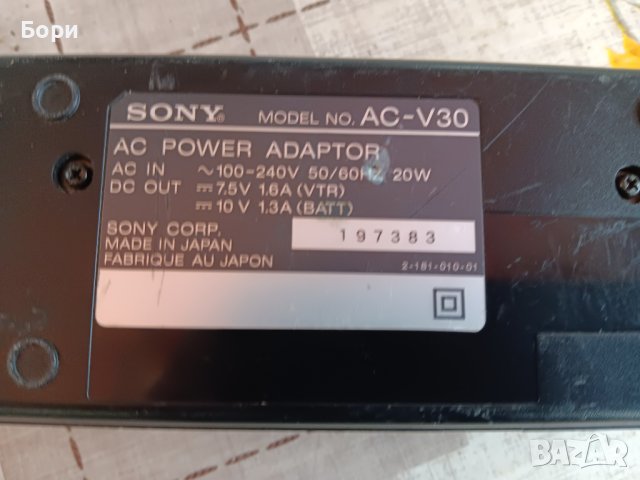 Бори
SONY® MODEL NO. AC-V30
AC POWER ADAPTOR
AC IN ~100-240V 50/60HZ 20W
DC OUT ⎓ 7.5V 1.6A (VTR)
⎓ 10 V 1.3A (BATT)
SONY CORP.
MADE IN JAPAN
FABRIQUE AU JAPON
197383
2-181-010-01
BAZAR